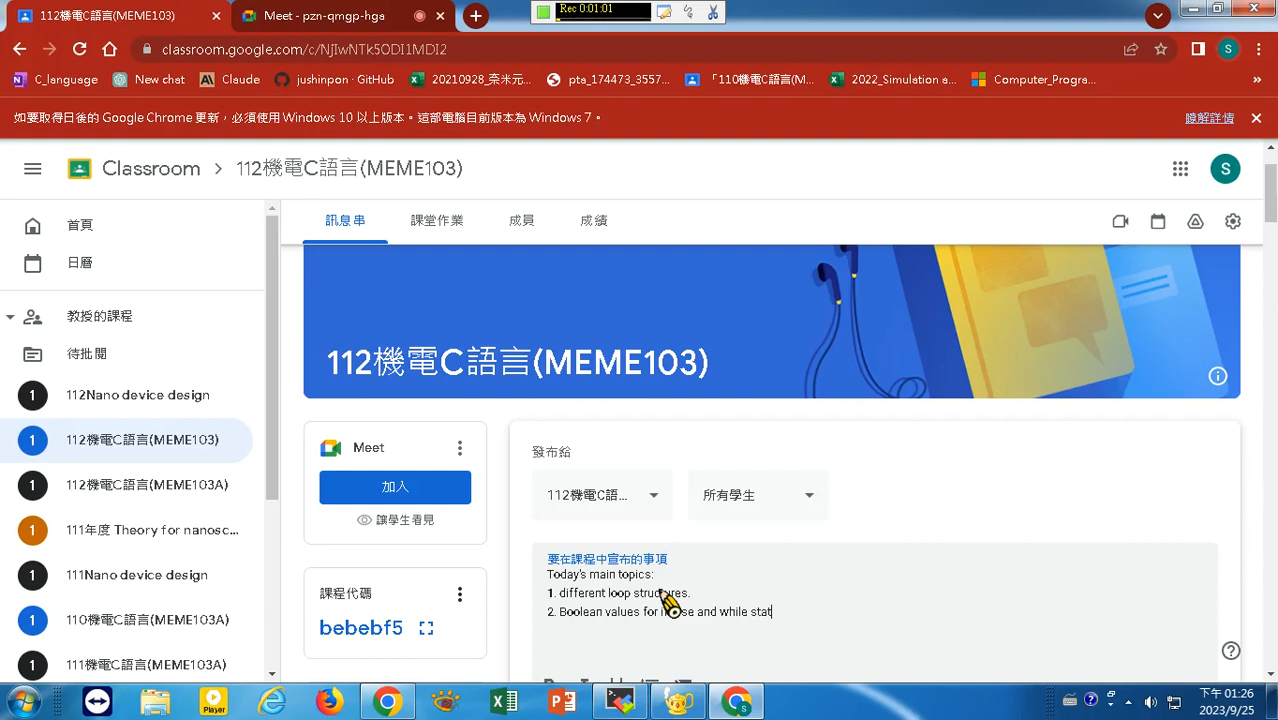 112機電C語言(MEME103)
Meet - pzn-qmgp-hga
Rec 0:01:01
classroom.google.com/c/NjIwNTk5ODI1MDI2
C_language
New chat
Claude
jushinpon · GitHub
20210928_奈米元...
pta_174473_3557...
「110機電C語言(M...
2022_Simulation a...
Computer_Progra...
»
如要取得日後的 Google Chrome 更新，必須使用 Windows 10 以上版本。這部電腦目前版本為 Windows 7。
瞭解詳情
Classroom
112機電C語言(MEME103)
S
首頁
日曆
教授的課程
待批閱
1 112Nano device design
1 112機電C語言(MEME103)
1 112機電C語言(MEME103A)
1 111年度 Theory for nanosc...
1 111Nano device design
1 110機電C語言(MEME103A)
1 111機電C語言(MEME103A)
訊息串
課堂作業
成員
成績
112機電C語言(MEME103)
Meet
加入
讓學生看見
課程代碼
bebebf5
發布給
112機電C語...
所有學生
要在課程中宣布的事項
Today's main topics:
1. different loop structures.
2. Boolean values for
and while stat
Player
下午 01:26
2023/9/25